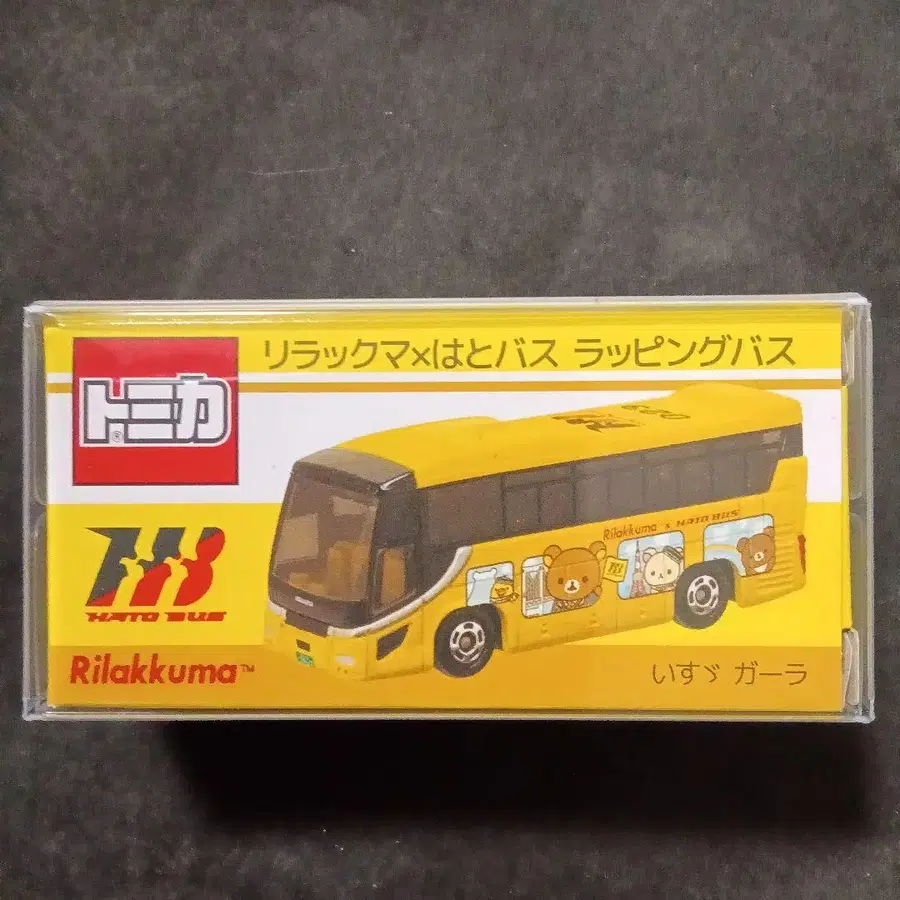 リラックマ×はとバス ラッピングバス
トミカ
HATO BUS
Rilakkuma × HATO BUS
Rilakkuma™
いすゞ ガーラ